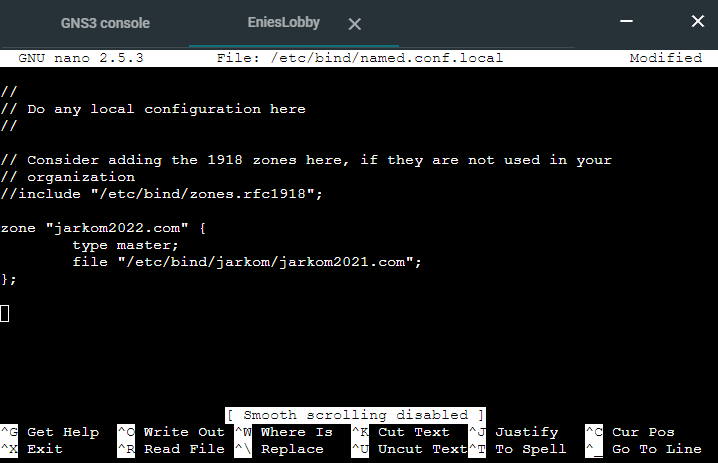 GNS3 console
EniesLobby
GNU nano 2.5.3 File: /etc/bind/named.conf.local Modified
//
// Do any local configuration here
//
// Consider adding the 1918 zones here, if they are not used in your
// organization
//include "/etc/bind/zones.rfc1918";
zone "jarkom2022.com" {
type master;
file "/etc/bind/jarkom/jarkom2021.com";
};
[ Smooth scrolling disabled ]
^G Get Help ^O Write Out ^W Where Is ^K Cut Text ^J Justify ^C Cur Pos
^X Exit ^R Read File ^\ Replace ^U Uncut Text ^T To Spell ^_ Go To Line